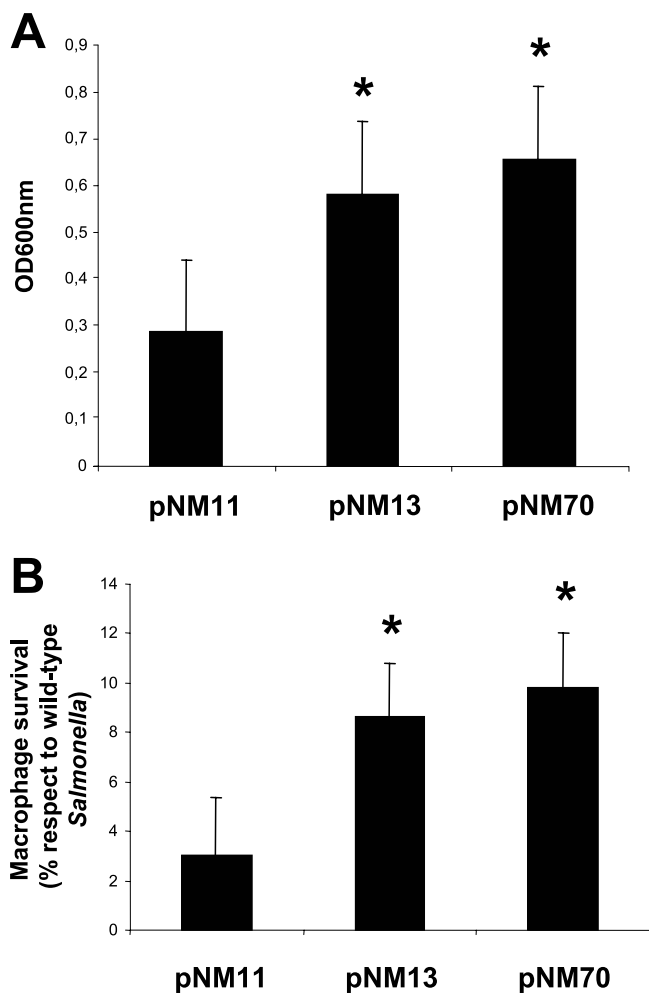 A
0,9
0,8
0,7
0,6
0,5
0,4
0,3
0,2
0,1
0
OD600nm
*
*
pNM11
pNM13
pNM70
B
14
12
10
8
6
4
2
0
Macrophage survival
(% respect to wild-type
Salmonella)
*
*
pNM11
pNM13
pNM70